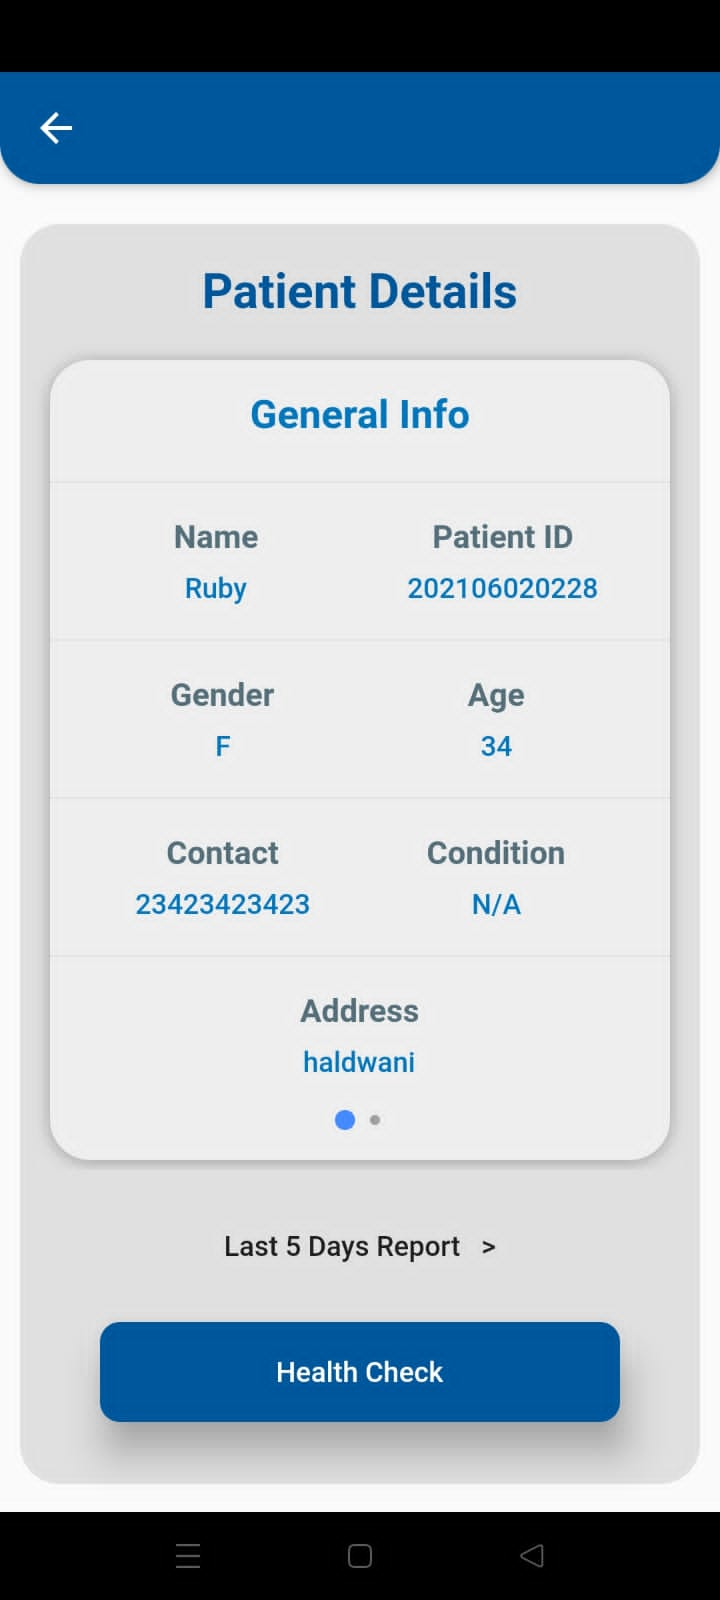 Patient Details
General Info
Name Patient ID
Ruby 202106020228
Gender Age
F 34
Contact Condition
23423423423 N/A
Address
haldwani
Last 5 Days Report >
Health Check